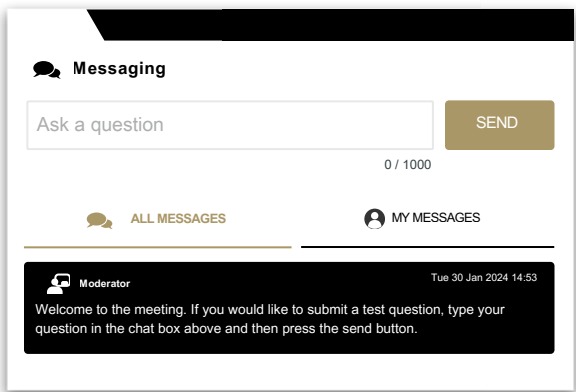 Messaging
Ask a question
SEND
0 / 1000
ALL MESSAGES
MY MESSAGES
Moderator
Tue 30 Jan 2024 14:53
Welcome to the meeting. If you would like to submit a test question, type your
question in the chat box above and then press the send button.